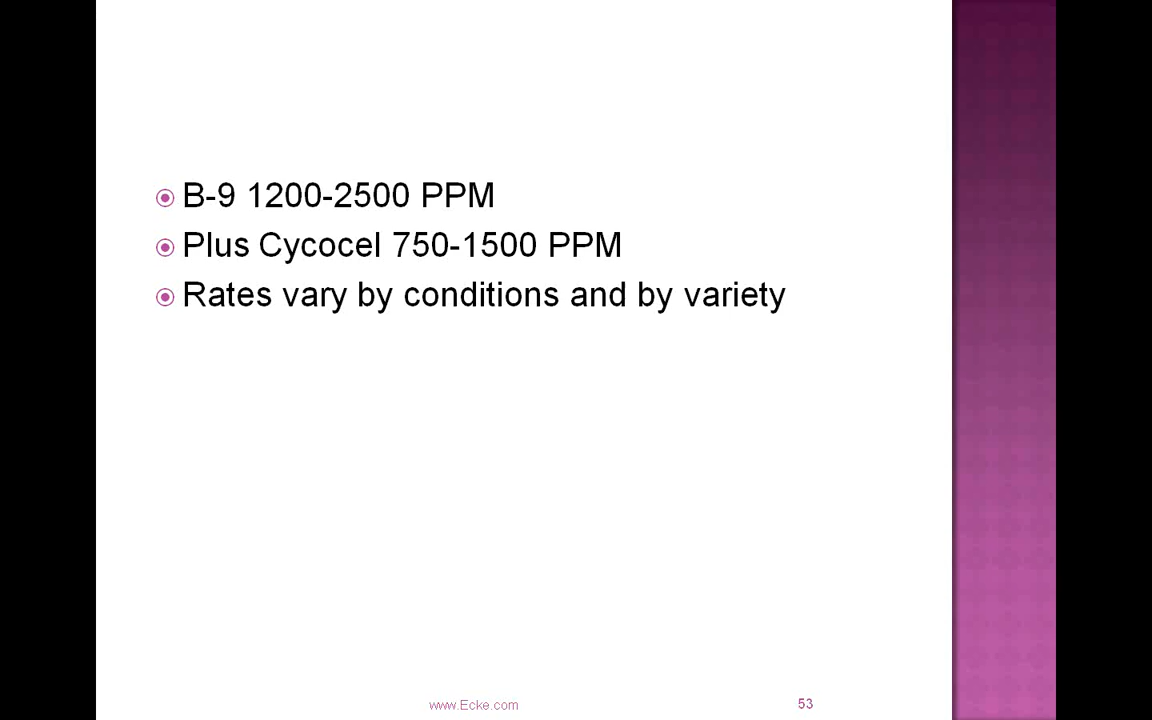 B-9 1200-2500 PPM
Plus Cycocel 750-1500 PPM
Rates vary by conditions and by variety
www.Ecke.com
53